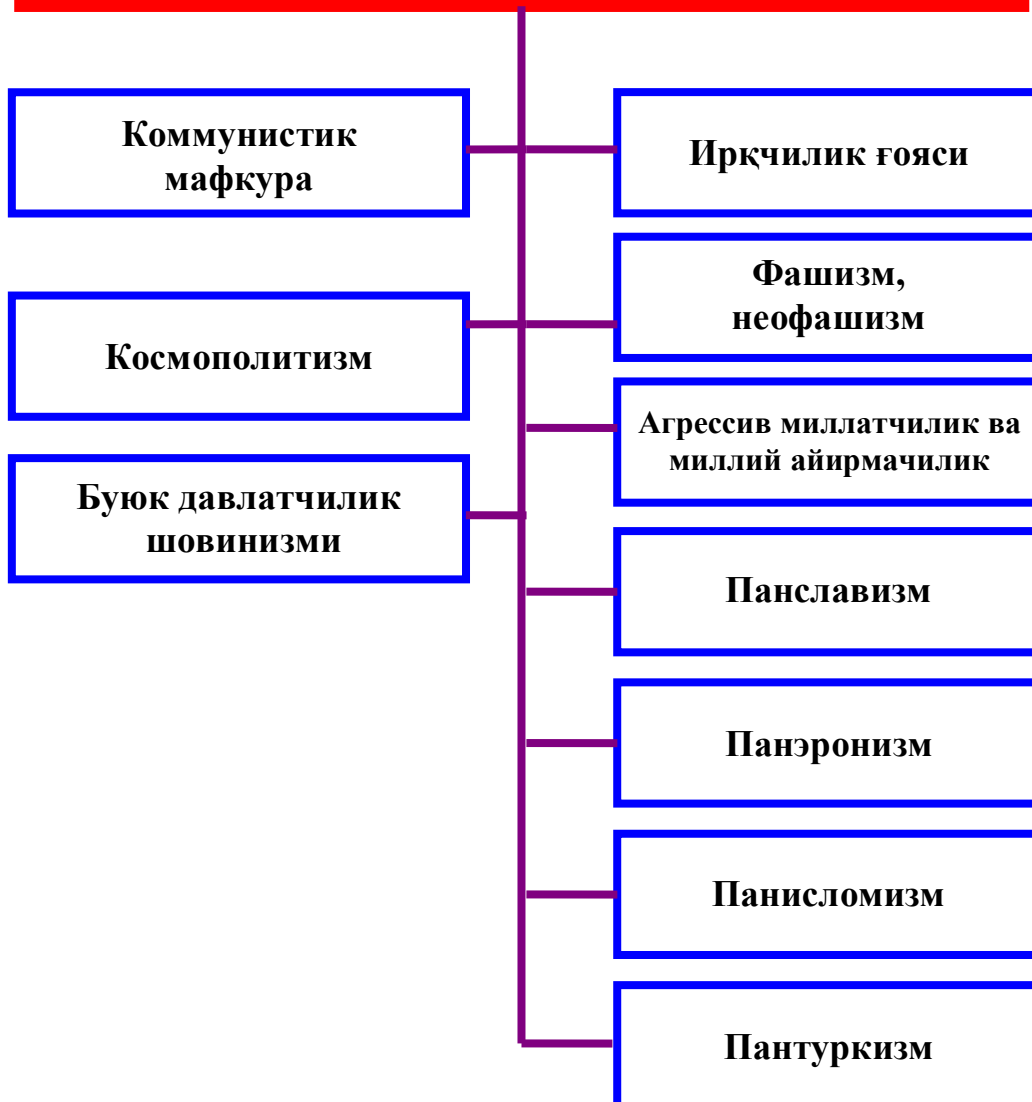 Коммунистик
мафкура
Ирқчилик ғояси
Фашизм,
неофашизм
Космополитизм
Агрессив миллатчилик ва
миллий айирмачилик
Буюк давлатчилик
шовинизми
Панславизм
Панэронизм
Панисломизм
Пантуркизм